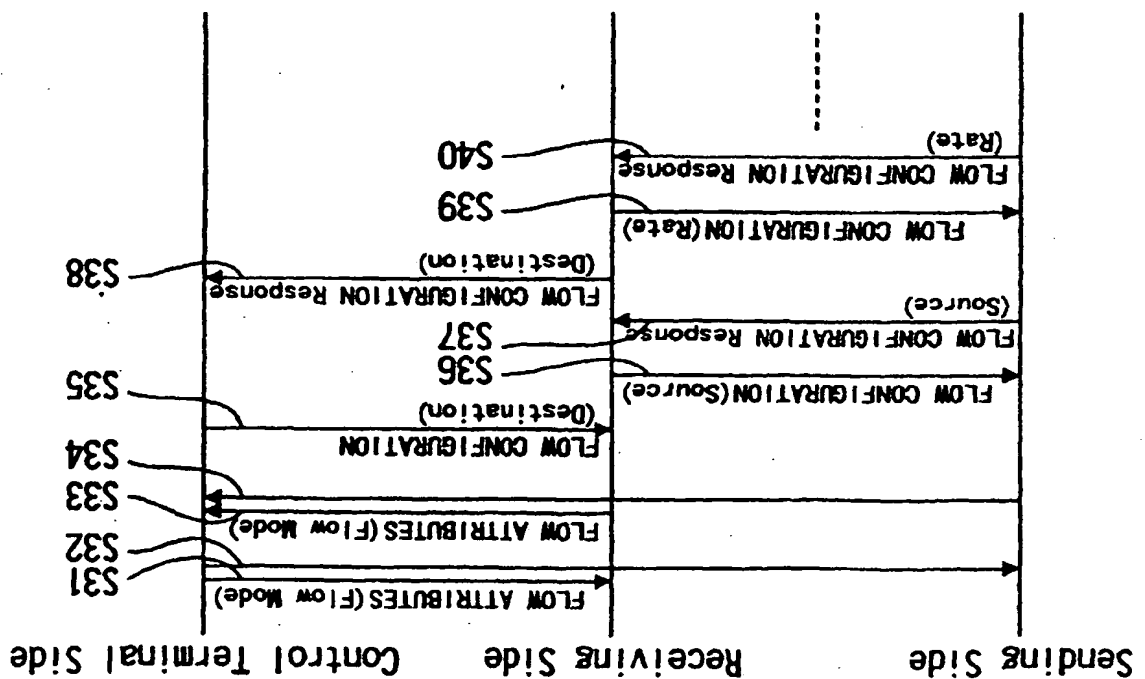 Sending Side
Receiving Side
Control Terminal Side
FLOW ATTRIBUTES(Flow Mode)
S31
S32
FLOW ATTRIBUTES(Flow Mode)
S33
S34
FLOW CONFIGURATION
(Destination)
S35
FLOW CONFIGURATION(Source)
S36
FLOW CONFIGURATION Response
(Source)
S37
FLOW CONFIGURATION Response
(Destination)
S38
FLOW CONFIGURATION(Rate)
S39
FLOW CONFIGURATION Response
(Rate)
S40